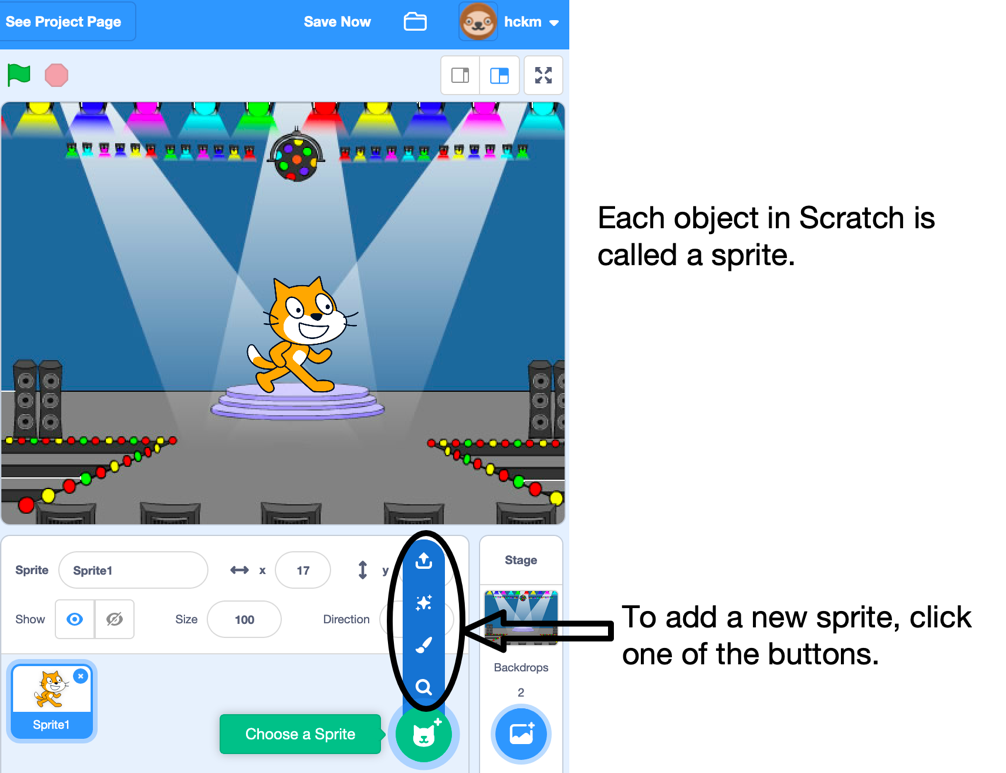 See Project Page Save Now hckm
Each object in Scratch is
called a sprite.
Sprite Sprite1 x 17 y
Stage
Show Size 100 Direction
To add a new sprite, click
one of the buttons.
Backdrops
2
Sprite1
Choose a Sprite